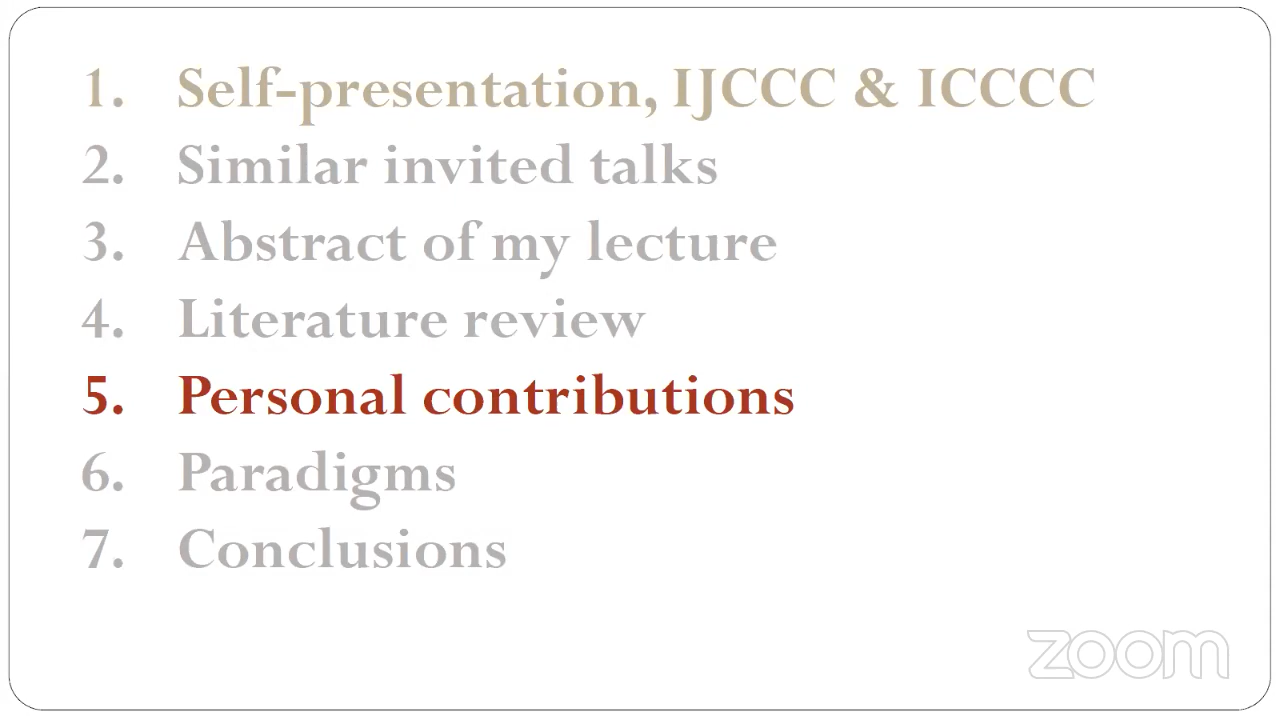 1. Self-presentation, IJCCC & ICCCC
2. Similar invited talks
3. Abstract of my lecture
4. Literature review
5. Personal contributions
6. Paradigms
7. Conclusions
zoom